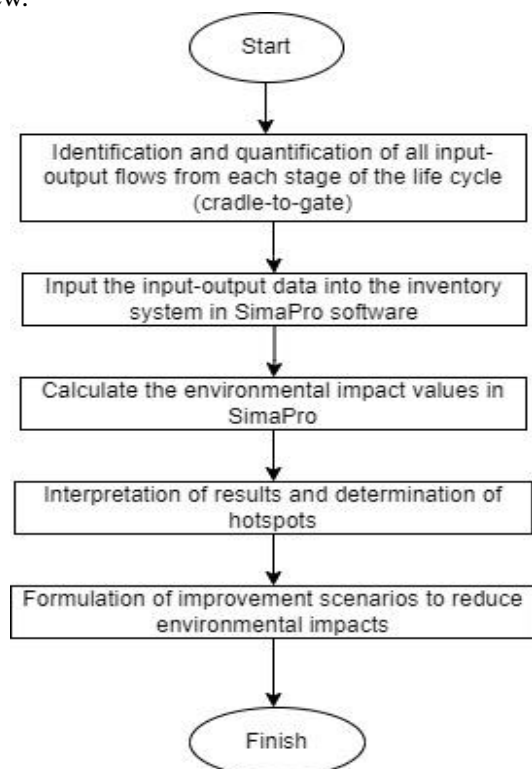 ew.
Start
Identification and quantification of all input-
output flows from each stage of the life cycle
(cradle-to-gate)
Input the input-output data into the inventory
system in SimaPro software
Calculate the environmental impact values in
SimaPro
Interpretation of results and determination of
hotspots
Formulation of improvement scenarios to reduce
environmental impacts
Finish